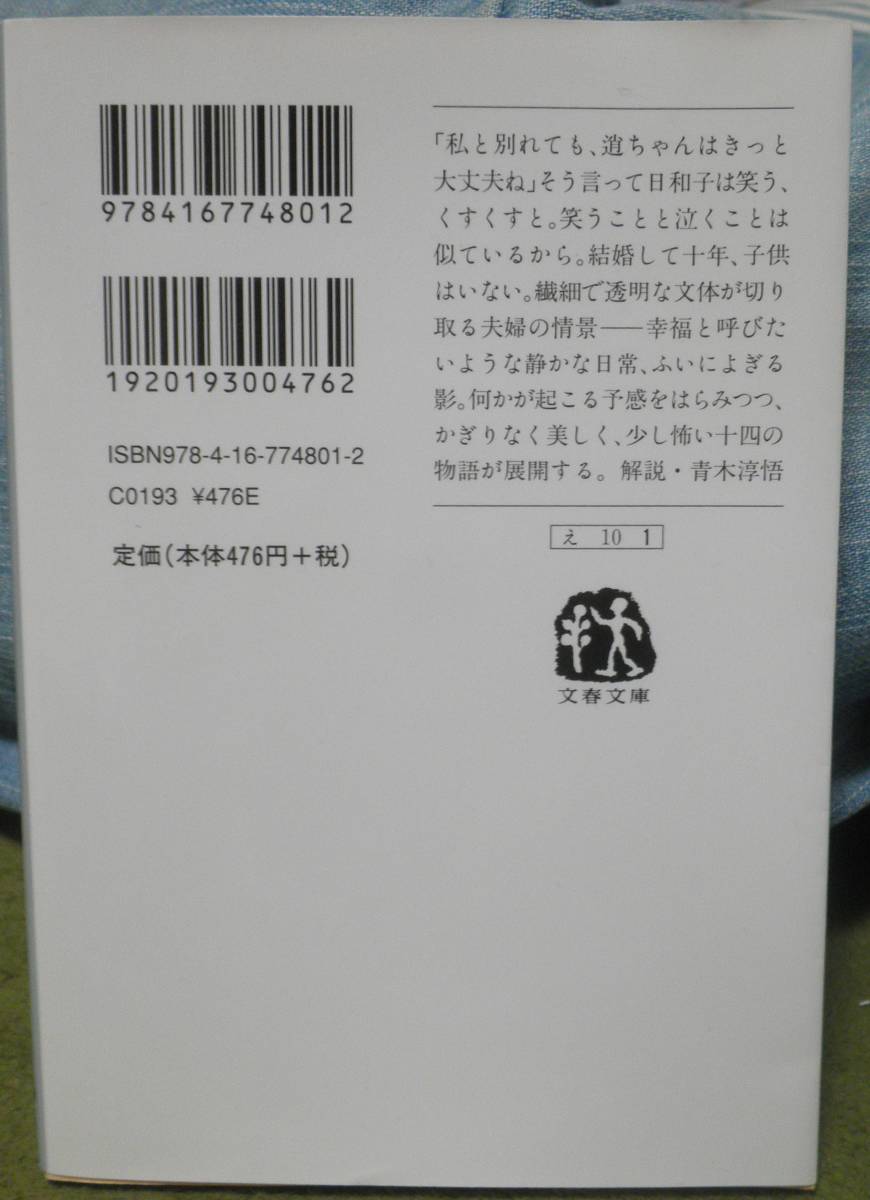 9784167748012
1920193004762
ISBN978-4-16-774801-2
C0193 ¥476E
定価(本体476円+税)
「私と別れても、逍ちゃんはきっと
大丈夫ね」そう言って日和子は笑う、
くすくすと。笑うことと泣くことは
似ているから。結婚して十年、子供
はいない。繊細で透明な文体が切り
取る夫婦の情景――幸福と呼びた
いような静かな日常、ふいによぎる
影。何かが起こる予感をはらみつつ、
かぎりなく美しく、少し怖い十四の
物語が展開する。 解説・青木淳悟
え 10 1
文春文庫